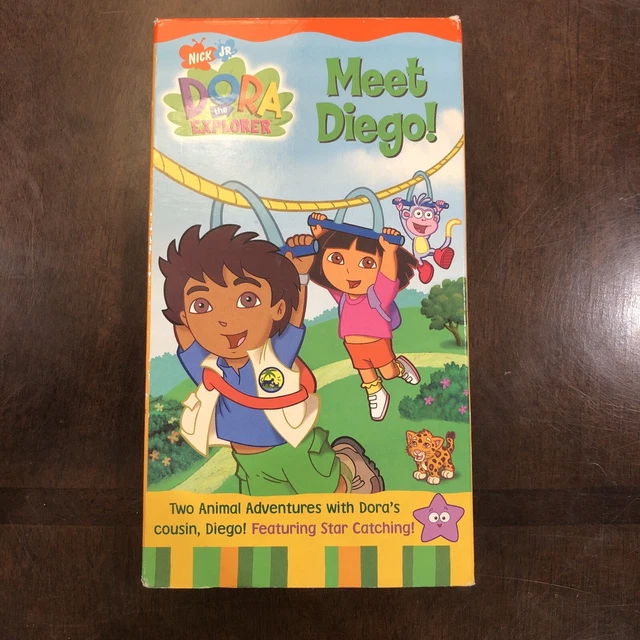 NICK JR.
DORA
the
EXPLORER
Meet
Diego!
Two Animal Adventures with Dora's
cousin, Diego! Featuring Star Catching!